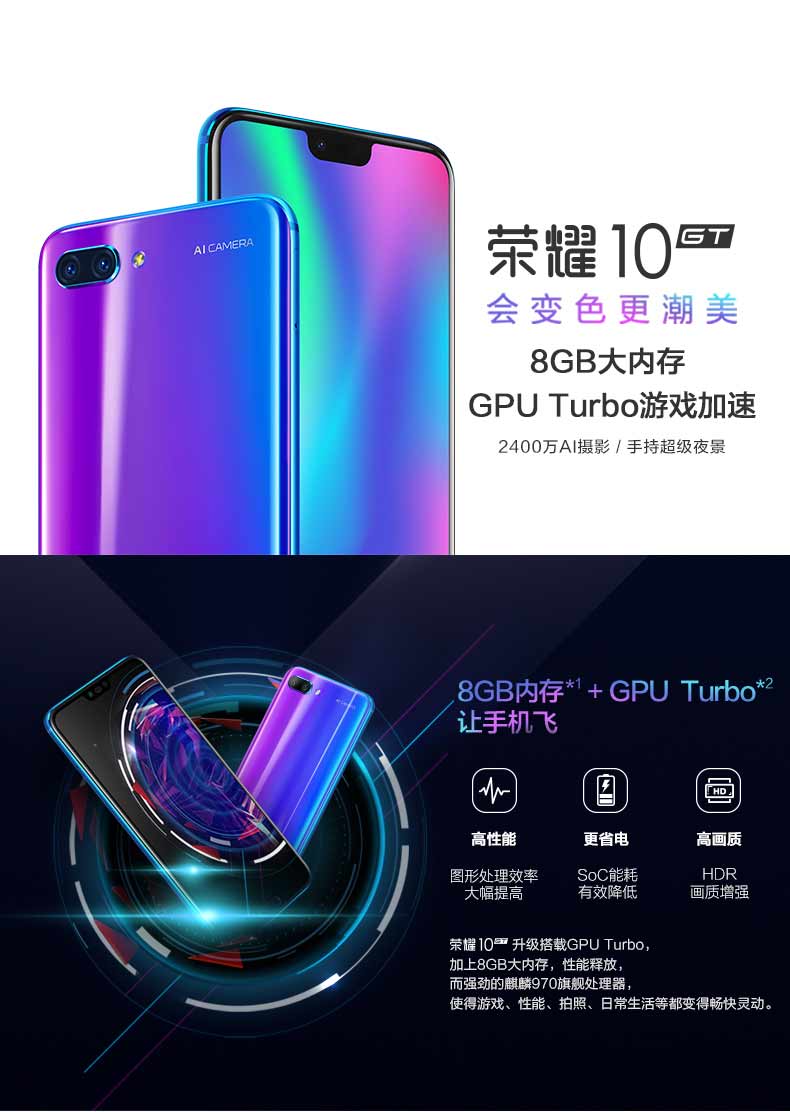 AI CAMERA
荣耀10 GT
会变色更潮美
8GB大内存
GPU Turbo游戏加速
2400万AI摄影 / 手持超级夜景
8GB内存*1 + GPU Turbo*2
让手机飞
HD
高性能
更省电
高画质
图形处理效率
大幅提高
SoC能耗
有效降低
HDR
画质增强
荣耀10 GT 升级搭载GPU Turbo，
加上8GB大内存，性能释放，
而强劲的麒麟970旗舰处理器，
使得游戏、性能、拍照、日常生活等都变得畅快灵动。